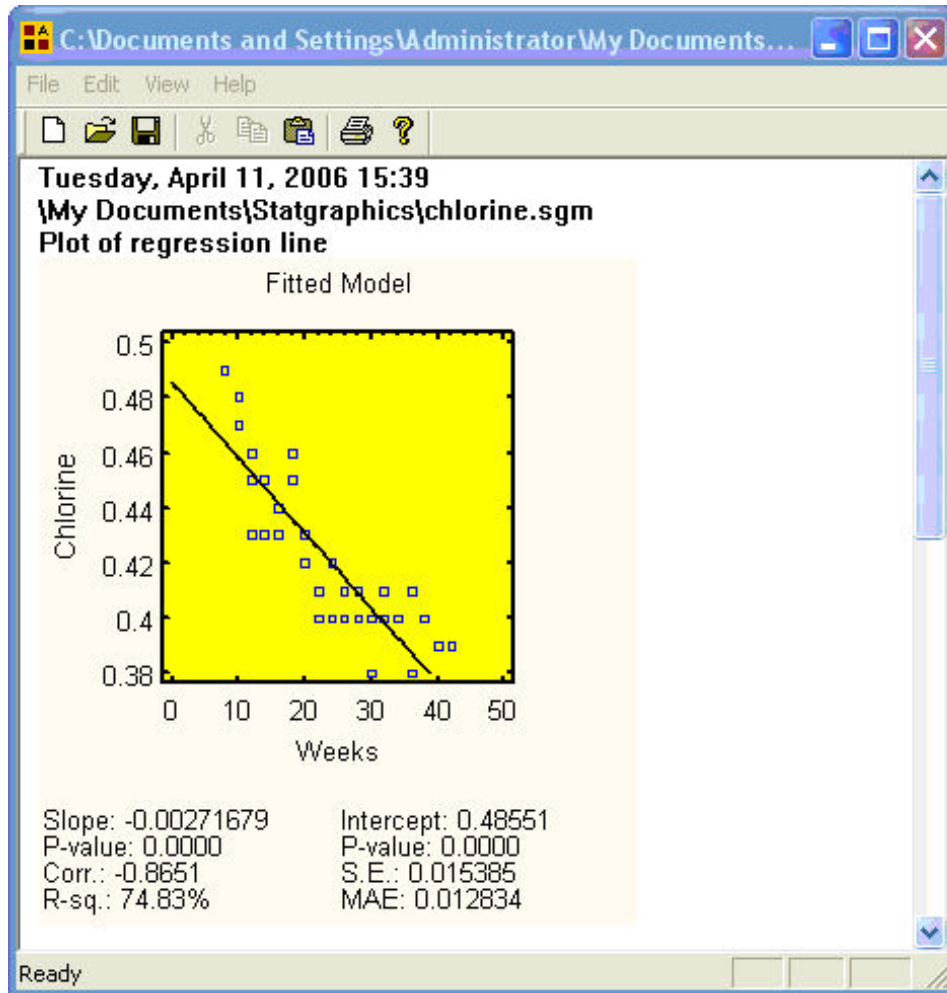 C:\Documents and Settings\Administrator\My Documents...
File Edit View Help
Tuesday, April 11, 2006 15:39
\My Documents\Statgraphics\chlorine.sgm
Plot of regression line
Fitted Model
0.5
0.48
0.46
0.44
0.42
0.4
0.38
Chlorine
0 10 20 30 40 50
Weeks
Slope: -0.00271679 Intercept: 0.48551
P-value: 0.0000 P-value: 0.0000
Corr.: -0.8651 S.E.: 0.015385
R-sq.: 74.83% MAE: 0.012834
Ready